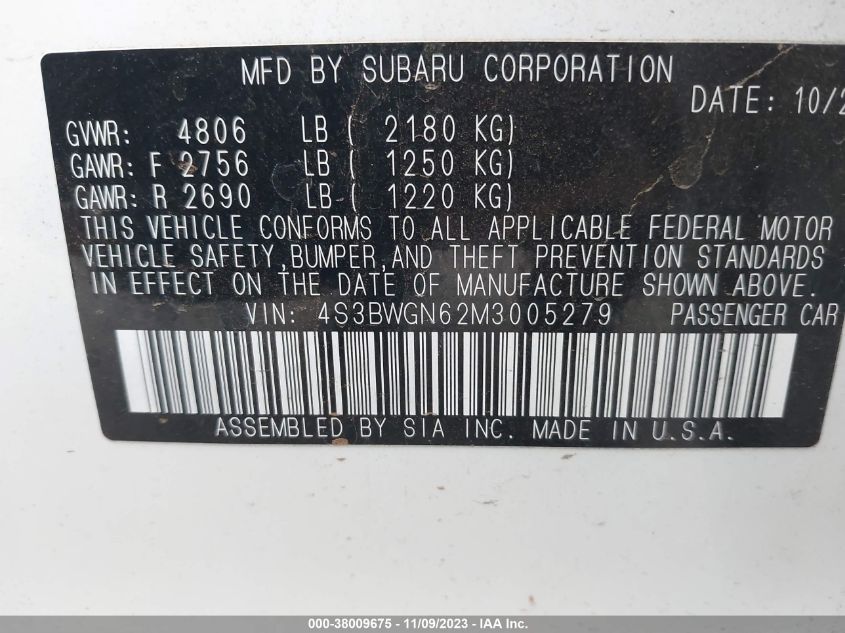 MFD BY SUBARU CORPORATION
DATE: 10/2
GVWR: 4806 LB ( 2180 KG)
GAWR: F 2756 LB ( 1250 KG)
GAWR: R 2690 LB ( 1220 KG)
THIS VEHICLE CONFORMS TO ALL APPLICABLE FEDERAL MOTOR
VEHICLE SAFETY,BUMPER,AND THEFT PREVENTION STANDARDS
IN EFFECT ON THE DATE OF MANUFACTURE SHOWN ABOVE.
VIN: 4S3BWGN62M3005279 PASSENGER CAR
ASSEMBLED BY SIA INC. MADE IN U.S.A.
000-38009675 - 11/09/2023 - IAA Inc.